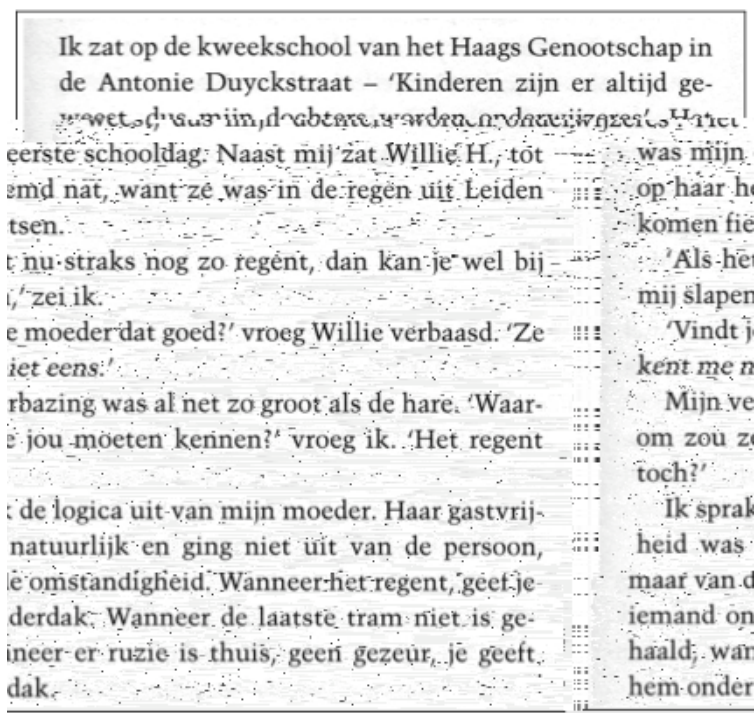 Ik zat op de kweekschool van het Haags Genootschap in
de Antonie Duyckstraat – ‘Kinderen zijn er altijd ge-
eerste schooldag. Naast mij zat Willie H., tot
emd nat, want ze was in de regen uit Leiden
tsen.
t nu straks nog zo regent, dan kan je wel bij
,’ zei ik.
e moeder dat goed?’ vroeg Willie verbaasd. ‘Ze
iet eens.’
rbazing was al net zo groot als de hare. ‘Waar-
e jou moeten kennen?’ vroeg ik. ‘Het regent
k de logica uit van mijn moeder. Haar gastvrij-
natuurlijk en ging niet uit van de persoon,
le omstandigheid. Wanneer het regent, geef je
derdak. Wanneer de laatste tram niet is ge-
nneer er ruzie is thuis, geen gezeur, je geeft
dak.
was mijn
op haar he
komen fie
‘Als het
mij slapen
‘Vindt j
kent me n
Mijn ve
om zou ze
toch?’
Ik sprak
heid was
maar van d
iemand on
haald, wan
hem onder